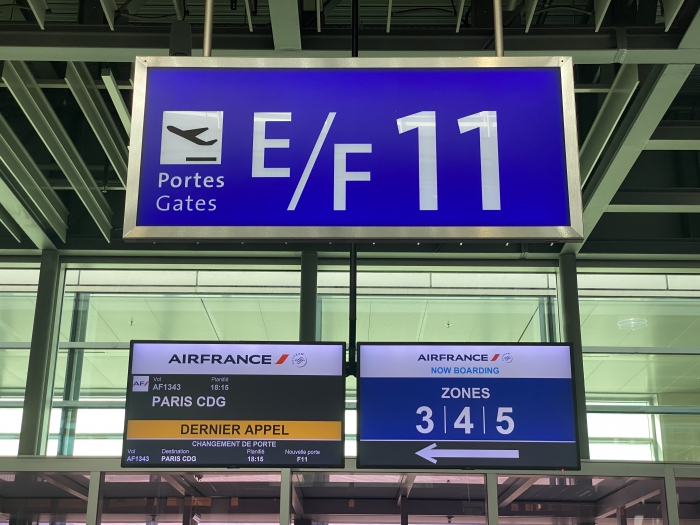 E/F 11
Portes
Gates
AIRFRANCE
AF/ Vol Planifié
AF1343 18:15
PARIS CDG
DERNIER APPEL
CHANGEMENT DE PORTE
Vol Destination Planifié Nouvelle porte
AF1343 PARIS CDG 18:15 F11
AIRFRANCE
NOW BOARDING
ZONES
3 | 4 | 5